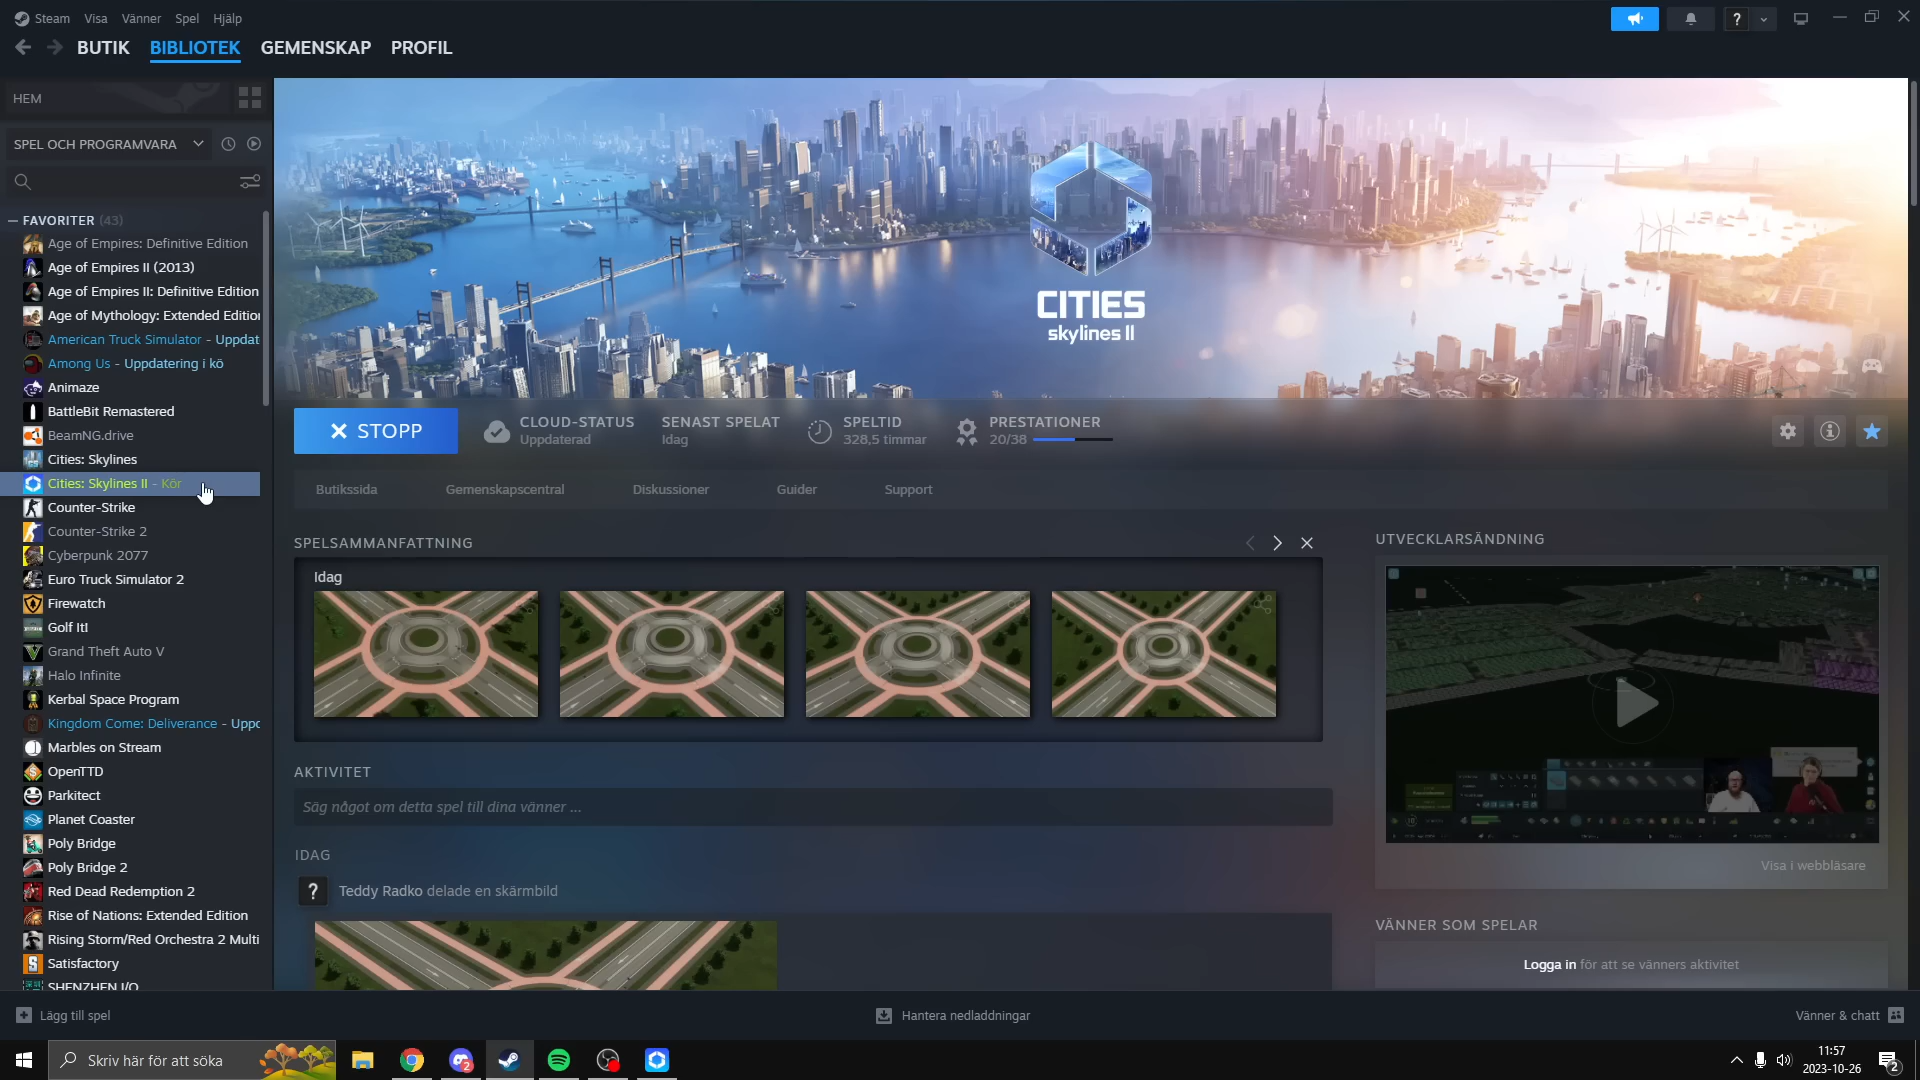 Steam Visa Vänner Spel Hjälp
BUTIK BIBLIOTEK GEMENSKAP PROFIL
HEM
SPEL OCH PROGRAMVARA
FAVORITER (43)
Age of Empires: Definitive Edition
Age of Empires II (2013)
Age of Empires II: Definitive Edition
Age of Mythology: Extended Edition
American Truck Simulator - Uppdat
Among Us - Uppdatering i kö
Animaze
BattleBit Remastered
BeamNG.drive
Cities: Skylines
Cities: Skylines II - Kör
Counter-Strike
Counter-Strike 2
Cyberpunk 2077
Euro Truck Simulator 2
Firewatch
Golf It!
Grand Theft Auto V
Halo Infinite
Kerbal Space Program
Kingdom Come: Deliverance - Uppd
Marbles on Stream
OpenTTD
Parkitect
Planet Coaster
Poly Bridge
Poly Bridge 2
Red Dead Redemption 2
Rise of Nations: Extended Edition
Rising Storm/Red Orchestra 2 Multi
Satisfactory
SHENZHEN I/O
CITIES
skylines II
STOPP
CLOUD-STATUS
Uppdaterad
SENAST SPELAT
Idag
SPELTID
328,5 timmar
PRESTATIONER
20/38
Butikssida Gemenskapscentral Diskussioner Guider Support
SPELSAMMANFATTNING
Idag
AKTIVITET
Säg något om detta spel till dina vänner ...
IDAG
? Teddy Radko delade en skärmbild
UTVECKLARSÄNDNING
Visa i webbläsare
VÄNNER SOM SPELAR
Logga in för att se vänners aktivitet
Lägg till spel
Hantera nedladdningar
Vänner & chatt
Skriv här för att söka
2
11:57
2023-10-26
2